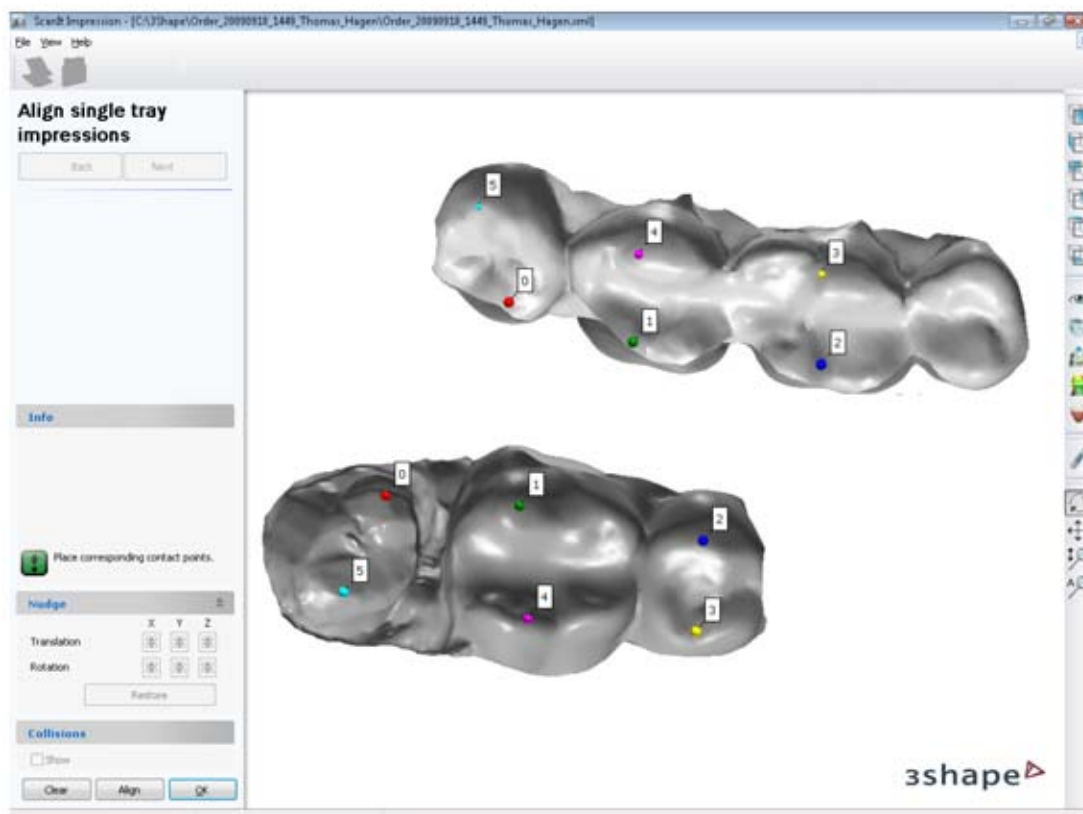 ScanIt Impression - [C:\3Shape\Order_20090918_1449_Thomas_Hagen\Order_20090918_1449_Thomas_Hagen.xml]
File View Help
Align single tray
impressions
Back Next
5
4
3
0
1
2
Info
0
1
2
Place corresponding contact points.
5
4
3
Nudge
X Y Z
Translation
Rotation
Restore
Collisions
Show
Clear Align OK
3shape